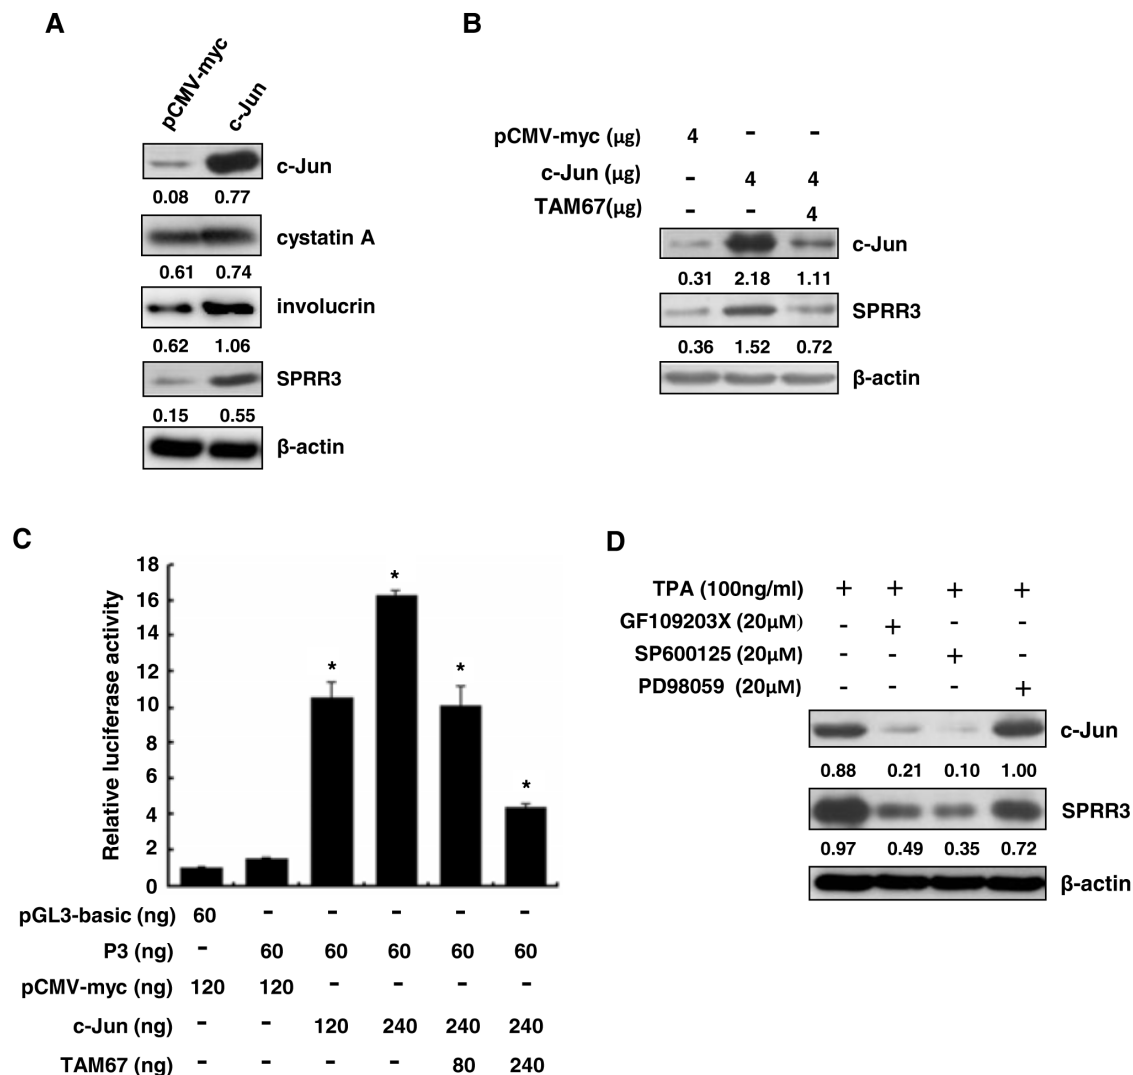 A
pCMV-myc c-Jun
c-Jun
0.08 0.77
cystatin A
0.61 0.74
involucrin
0.62 1.06
SPRR3
0.15 0.55
β-actin
B
pCMV-myc (μg) 4 - -
c-Jun (μg) - 4 4
TAM67(μg) - - 4
c-Jun
0.31 2.18 1.11
SPRR3
0.36 1.52 0.72
β-actin
C
Relative luciferase activity
18
16
14
12
10
8
6
4
2
0
* * * *
pGL3-basic (ng) 60 - - - - -
P3 (ng) - 60 60 60 60 60
pCMV-myc (ng) 120 120 - - - -
c-Jun (ng) - - 120 240 240 240
TAM67 (ng) - - - - 80 240
D
TPA (100ng/ml) + + + +
GF109203X (20μM) - + - -
SP600125 (20μM) - - + -
PD98059 (20μM) - - - +
c-Jun
0.88 0.21 0.10 1.00
SPRR3
0.97 0.49 0.35 0.72
β-actin